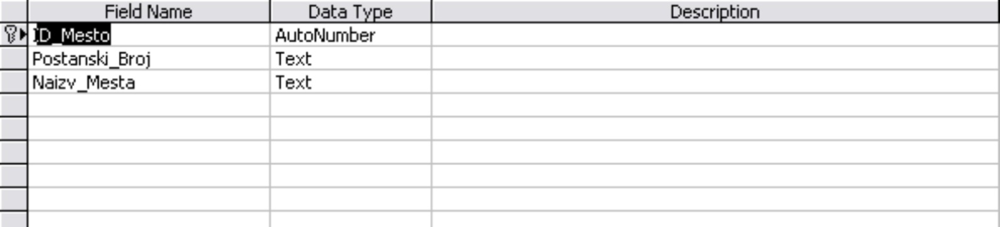 Field Name Data Type Description
ID_Mesto AutoNumber
Postanski_Broj Text
Naizv_Mesta Text